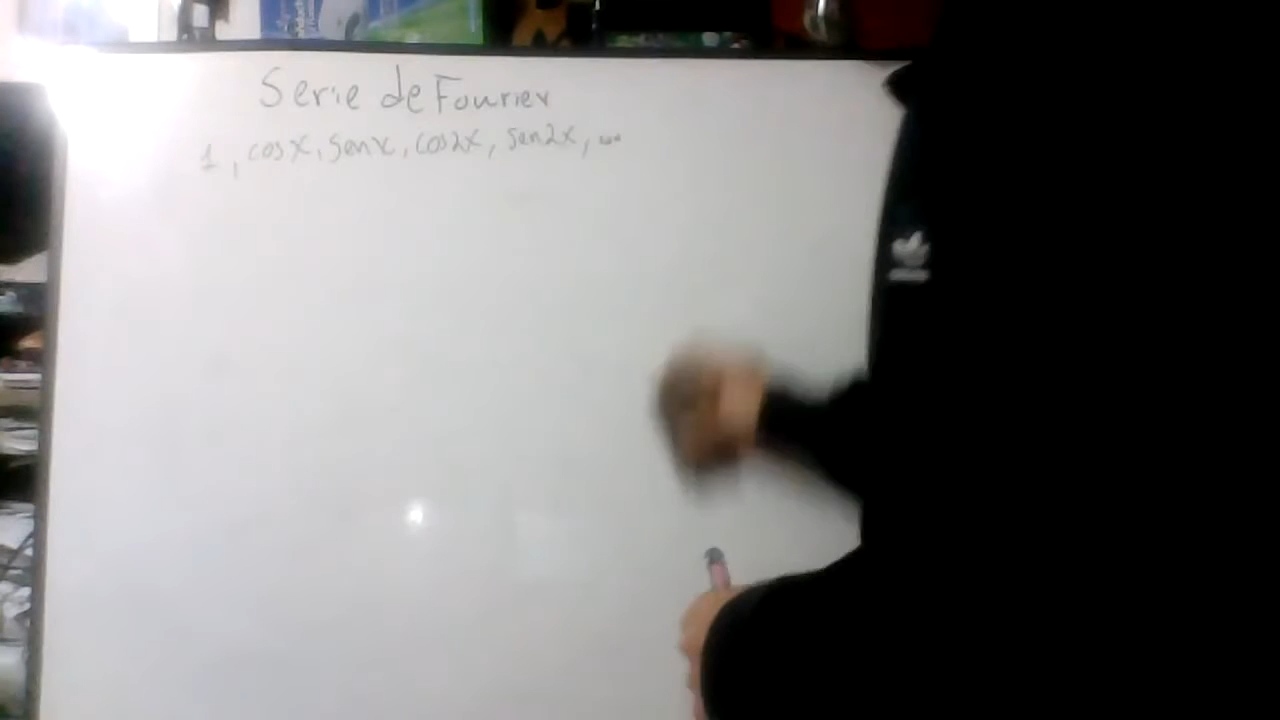 Serie de Fourier
1, cosx, senx, cos2x, sen2x, ...